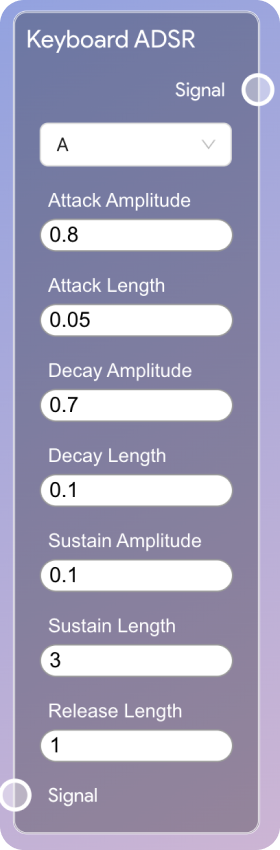 Keyboard ADSR
Signal
A
Attack Amplitude
0.8
Attack Length
0.05
Decay Amplitude
0.7
Decay Length
0.1
Sustain Amplitude
0.1
Sustain Length
3
Release Length
1
Signal